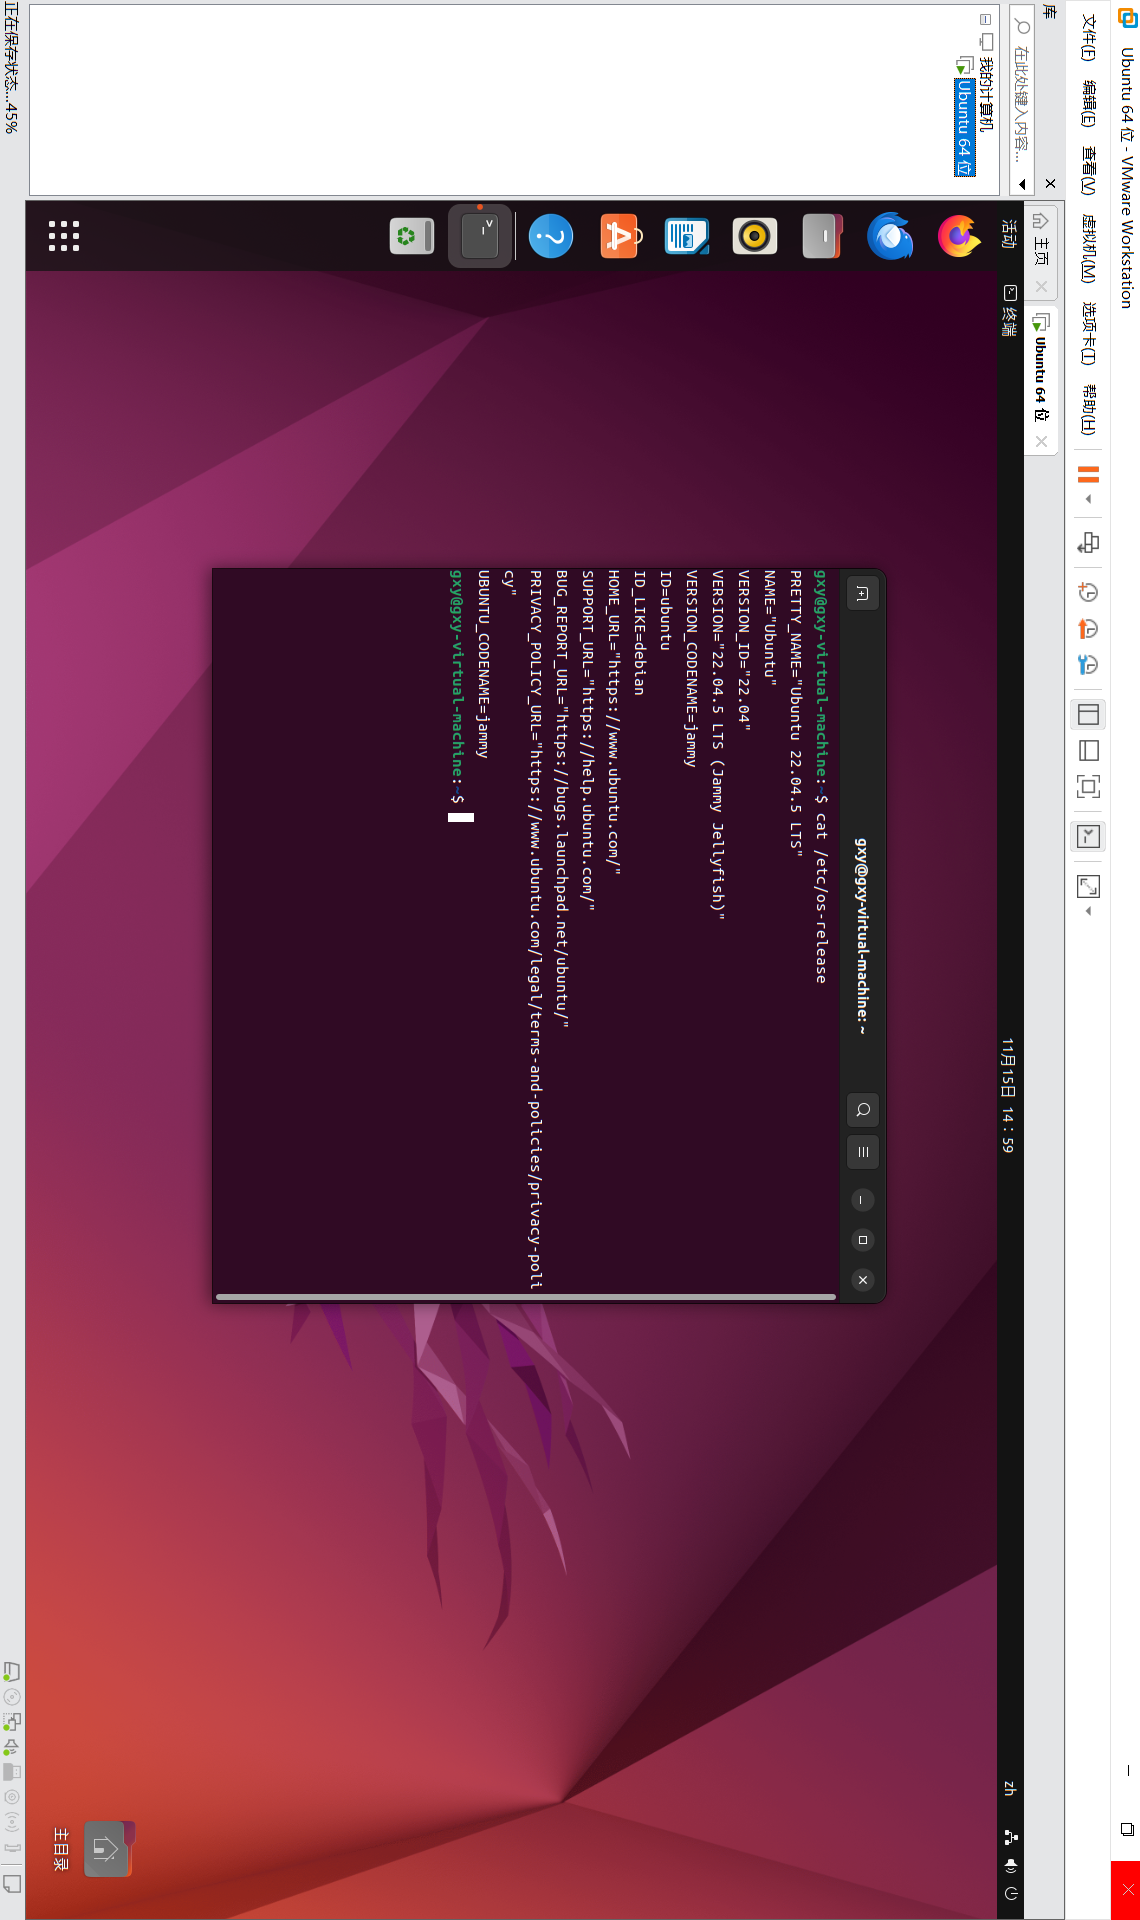 Ubuntu 64 位 - VMware Workstation
文件(F) 编辑(E) 查看(V) 虚拟机(M) 选项卡(T) 帮助(H)
库
在此处键入内容...
我的计算机
Ubuntu 64 位
主页
Ubuntu 64 位
活动
终端
11月15日 14：59
zh
gxy@gxy-virtual-machine: ~
gxy@gxy-virtual-machine:~$ cat /etc/os-release
PRETTY_NAME="Ubuntu 22.04.5 LTS"
NAME="Ubuntu"
VERSION_ID="22.04"
VERSION="22.04.5 LTS (Jammy Jellyfish)"
VERSION_CODENAME=jammy
ID=ubuntu
ID_LIKE=debian
HOME_URL="https://www.ubuntu.com/"
SUPPORT_URL="https://help.ubuntu.com/"
BUG_REPORT_URL="https://bugs.launchpad.net/ubuntu/"
PRIVACY_POLICY_URL="https://www.ubuntu.com/legal/terms-and-policies/privacy-poli
cy"
UBUNTU_CODENAME=jammy
gxy@gxy-virtual-machine:~$
主目录
正在保存状态...45%